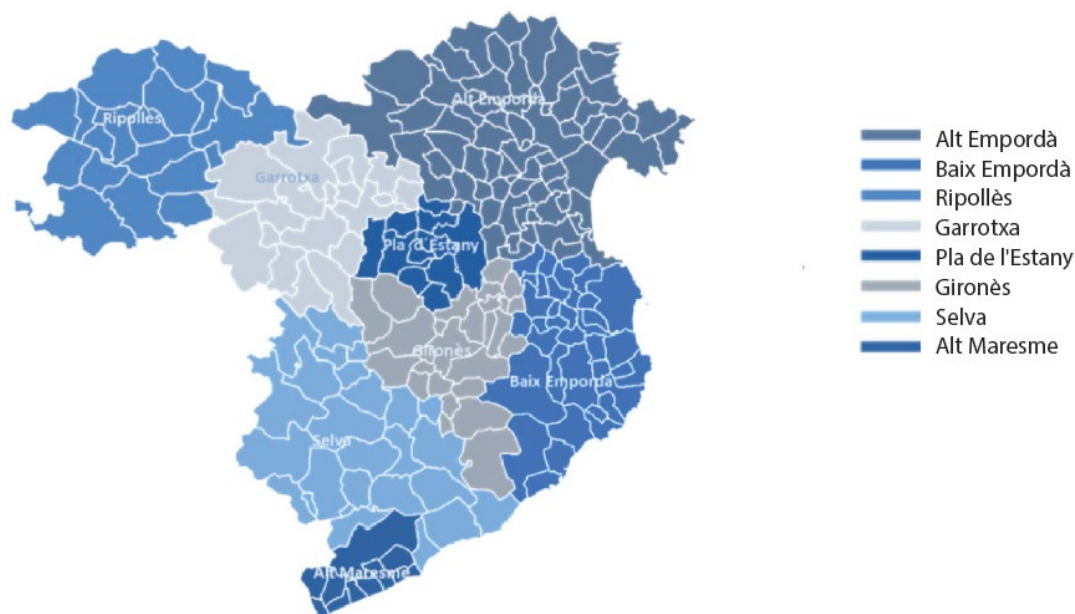 Ripollès
Alt Empordà
Garrotxa
Pla d'Estany
Gironès
Baix Empordà
Selva
Alt Maresme
Alt Empordà
Baix Empordà
Ripollès
Garrotxa
Pla de l'Estany
Gironès
Selva
Alt Maresme